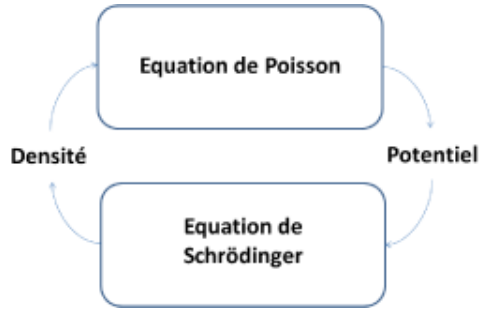 Equation de Poisson
Densité
Potentiel
Equation de
Schrödinger